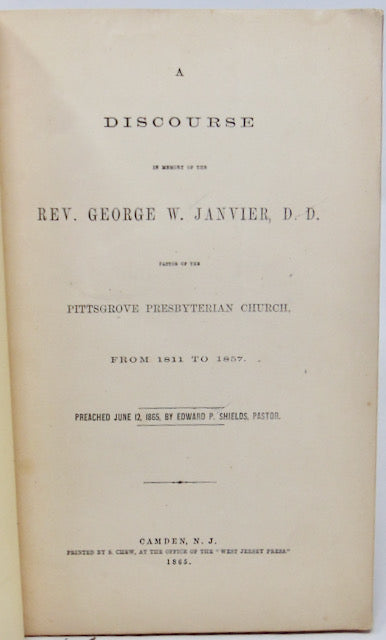 A
DISCOURSE
IN MEMORY OF THE
REV. GEORGE W. JANVIER, D. D.
PASTOR OF THE
PITTSGROVE PRESBYTERIAN CHURCH,
FROM 1811 TO 1857.
PREACHED JUNE 12, 1865, BY EDWARD P. SHIELDS, PASTOR.
CAMDEN, N. J.
PRINTED BY S. CHEW, AT THE OFFICE OF THE "WEST JERSEY PRESS"
1865.